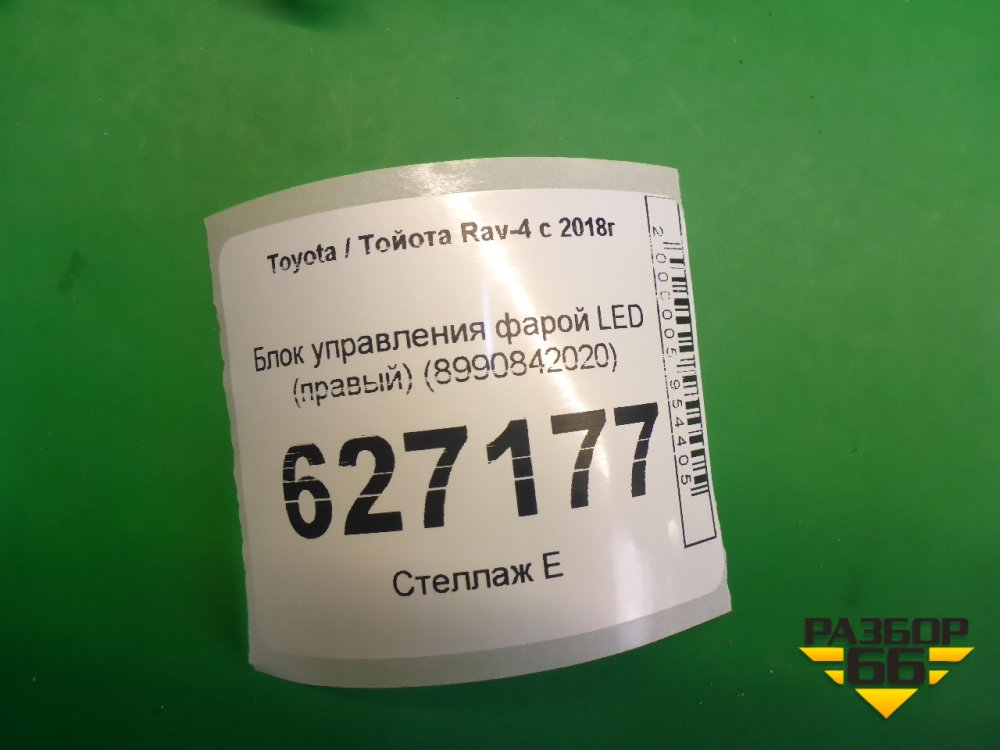 Toyota / Тойота Rav-4 с 2018г
Блок управления фарой LED
(правый) (8990842020)
627177
Стеллаж Е
2000005954405
РАЗБОР
66